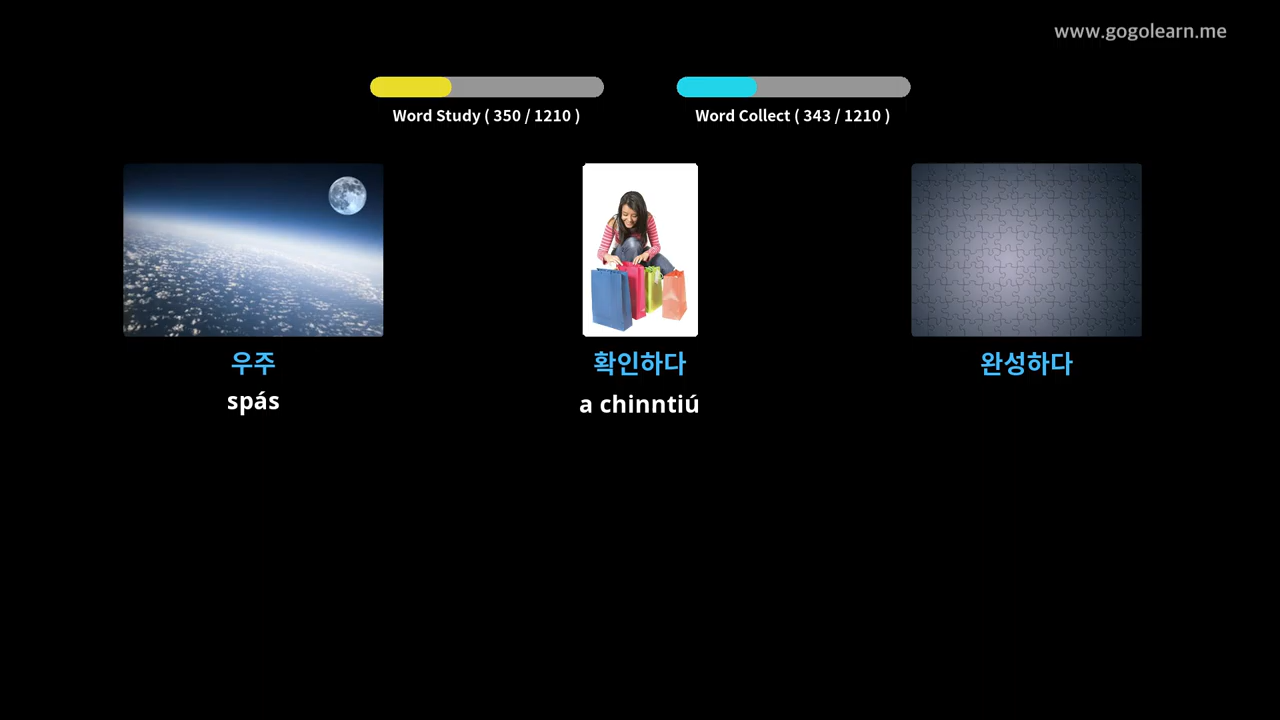 www.gogolearn.me
Word Study ( 350 / 1210 )
Word Collect ( 343 / 1210 )
우주
확인하다
완성하다
spás
a chinntiú